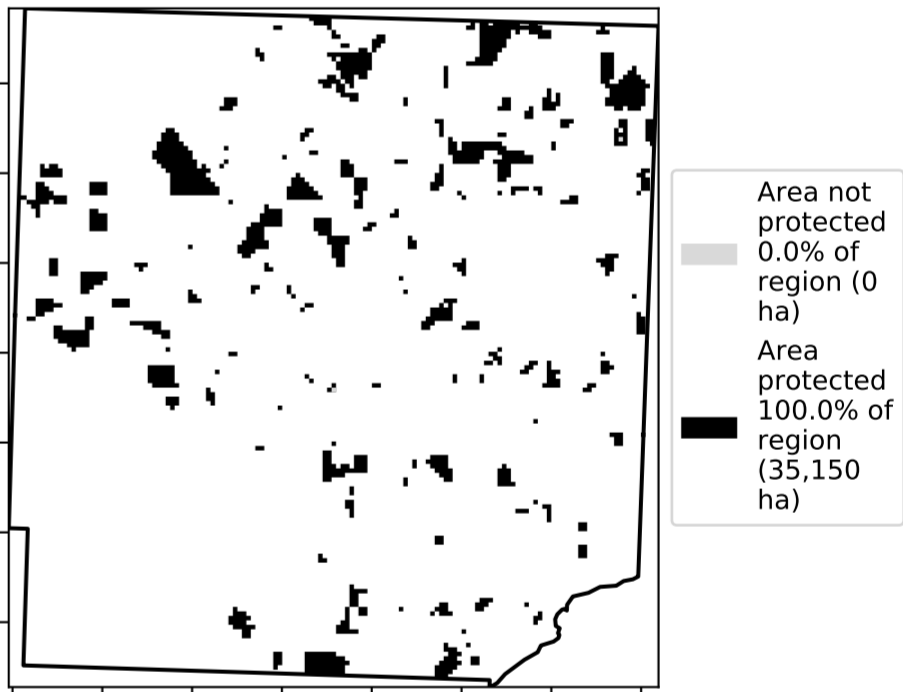 Area not
protected
0.0% of
region (0
ha)
Area
protected
100.0% of
region
(35,150
ha)